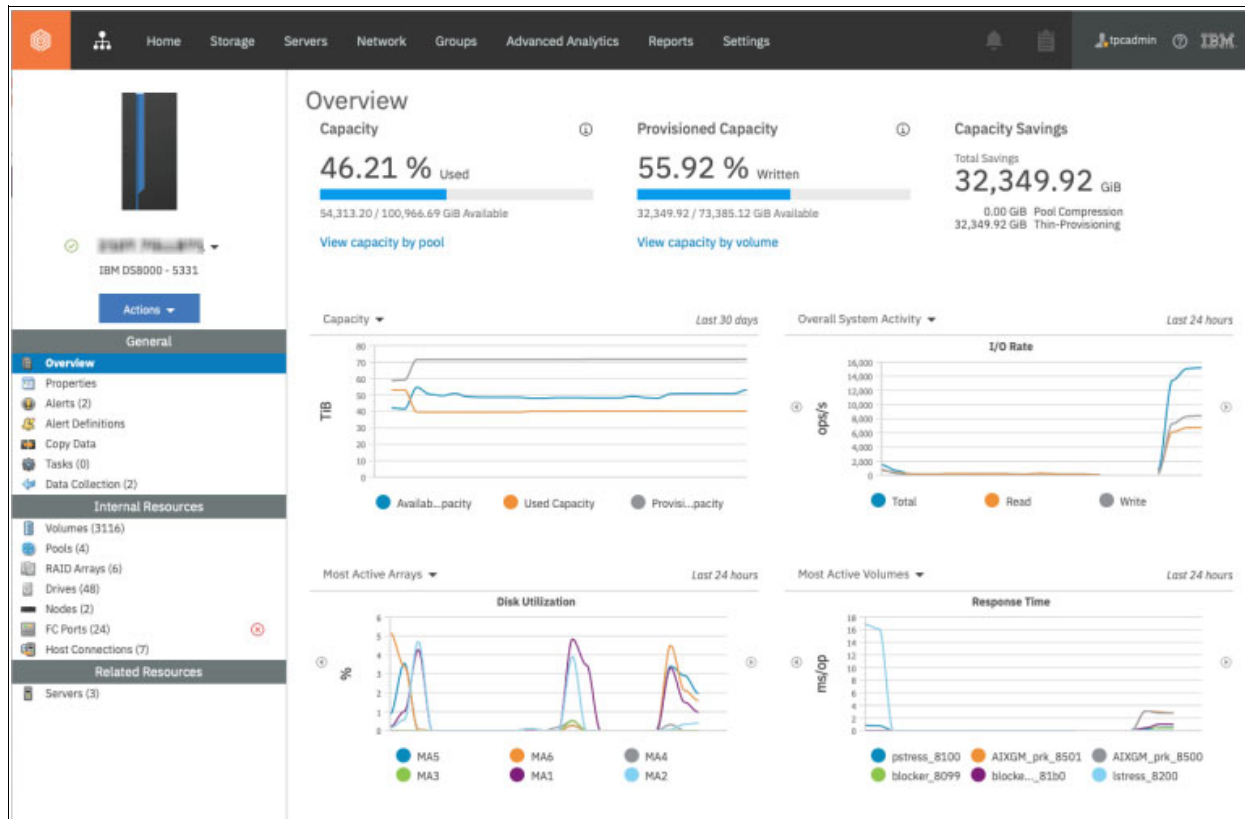 Home Storage Servers Network Groups Advanced Analytics Reports Settings tpcadmin IBM
IBM DS8000 - 5331
Actions
General
Overview
Properties
Alerts (2)
Alert Definitions
Copy Data
Tasks (0)
Data Collection (2)
Internal Resources
Volumes (3116)
Pools (4)
RAID Arrays (6)
Drives (48)
Nodes (2)
FC Ports (24)
Host Connections (7)
Related Resources
Servers (3)
Overview
Capacity
46.21 % Used
54,313.20 / 100,966.69 GiB Available
View capacity by pool
Provisioned Capacity
55.92 % Written
32,349.92 / 73,385.12 GiB Available
View capacity by volume
Capacity Savings
Total Savings
32,349.92 GiB
0.00 GiB Pool Compression
32,349.92 GiB Thin-Provisioning
Capacity Last 30 days
TiB
80
70
60
50
40
30
20
10
0
Availab...pacity Used Capacity Provisi...pacity
Overall System Activity Last 24 hours
I/O Rate
ops/s
16,000
14,000
12,000
10,000
8,000
6,000
4,000
2,000
0
Total Read Write
Most Active Arrays Last 24 hours
Disk Utilization
%
6
5
4
3
2
1
0
MA5 MA6 MA4
MA3 MA1 MA2
Most Active Volumes Last 24 hours
Response Time
ms/op
18
16
14
12
10
8
6
4
2
0
pstress_8100 AIXGM_prk_8501 AIXGM_prk_8500
blocker_8099 blocke..._81b0 lstress_8200